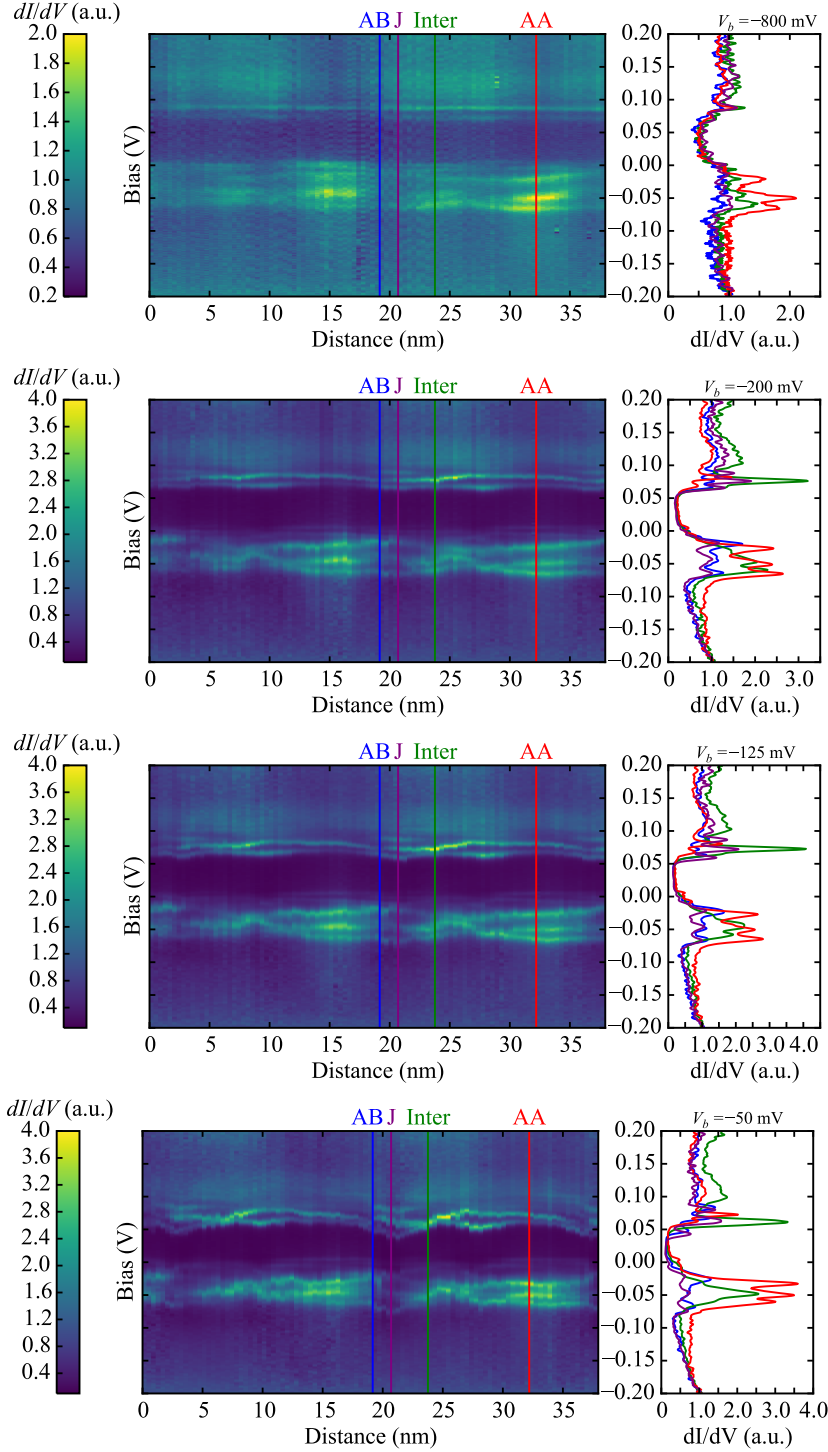 dI/dV (a.u.)
2.0
1.8
1.6
1.4
1.2
1.0
0.8
0.6
0.4
0.2
Bias (V)
AB J Inter AA
0 5 10 15 20 25 30 35
Distance (nm)
V_b =−800 mV
0.20
0.15
0.10
0.05
0.00
−0.05
−0.10
−0.15
−0.20
1.0 2.0
dI/dV (a.u.)
dI/dV (a.u.)
4.0
3.6
3.2
2.8
2.4
2.0
1.6
1.2
0.8
0.4
Bias (V)
AB J Inter AA
0 5 10 15 20 25 30 35
Distance (nm)
V_b =−200 mV
0.20
0.15
0.10
0.05
0.00
−0.05
−0.10
−0.15
−0.20
1.0 2.0 3.0
dI/dV (a.u.)
dI/dV (a.u.)
4.0
3.6
3.2
2.8
2.4
2.0
1.6
1.2
0.8
0.4
Bias (V)
AB J Inter AA
0 5 10 15 20 25 30 35
Distance (nm)
V_b =−125 mV
0.20
0.15
0.10
0.05
0.00
−0.05
−0.10
−0.15
−0.20
1.0 2.0 3.0 4.0
dI/dV (a.u.)
dI/dV (a.u.)
4.0
3.6
3.2
2.8
2.4
2.0
1.6
1.2
0.8
0.4
Bias (V)
AB J Inter AA
0 5 10 15 20 25 30 35
Distance (nm)
V_b =−50 mV
0.20
0.15
0.10
0.05
0.00
−0.05
−0.10
−0.15
−0.20
0 1.0 2.0 3.0 4.0
dI/dV (a.u.)